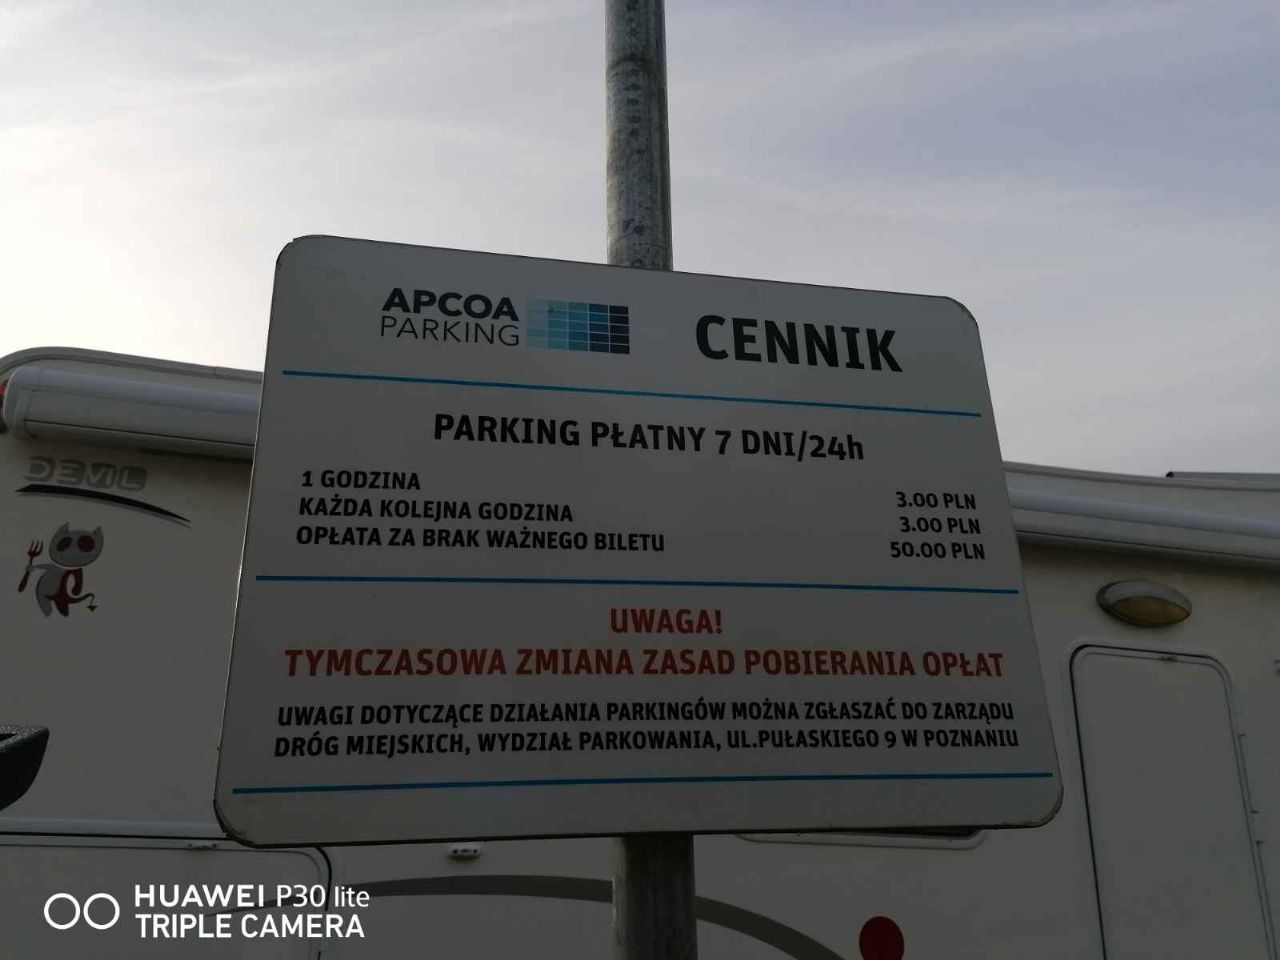 APCOA
PARKING
CENNIK
PARKING PŁATNY 7 DNI/24h
1 GODZINA 3.00 PLN
KAŻDA KOLEJNA GODZINA 3.00 PLN
OPŁATA ZA BRAK WAŻNEGO BILETU 50.00 PLN
UWAGA!
TYMCZASOWA ZMIANA ZASAD POBIERANIA OPŁAT
UWAGI DOTYCZĄCE DZIAŁANIA PARKINGÓW MOŻNA ZGŁASZAĆ DO ZARZĄDU
DRÓG MIEJSKICH, WYDZIAŁ PARKOWANIA, UL.PUŁASKIEGO 9 W POZNANIU
DEVIL
HUAWEI P30 lite
TRIPLE CAMERA